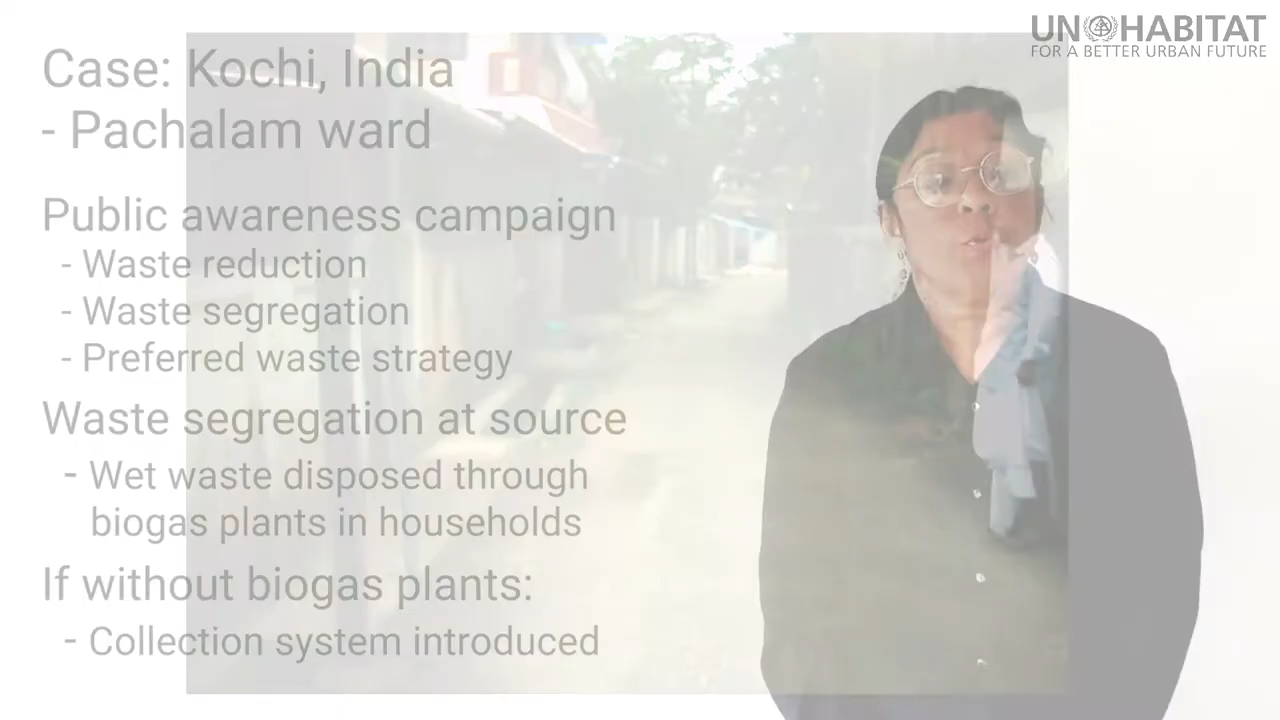 UN HABITAT
FOR A BETTER URBAN FUTURE
Case: Kochi, India
- Pachalam ward
Public awareness campaign
- Waste reduction
- Waste segregation
- Preferred waste strategy
Waste segregation at source
- Wet waste disposed through
biogas plants in households
If without biogas plants:
- Collection system introduced